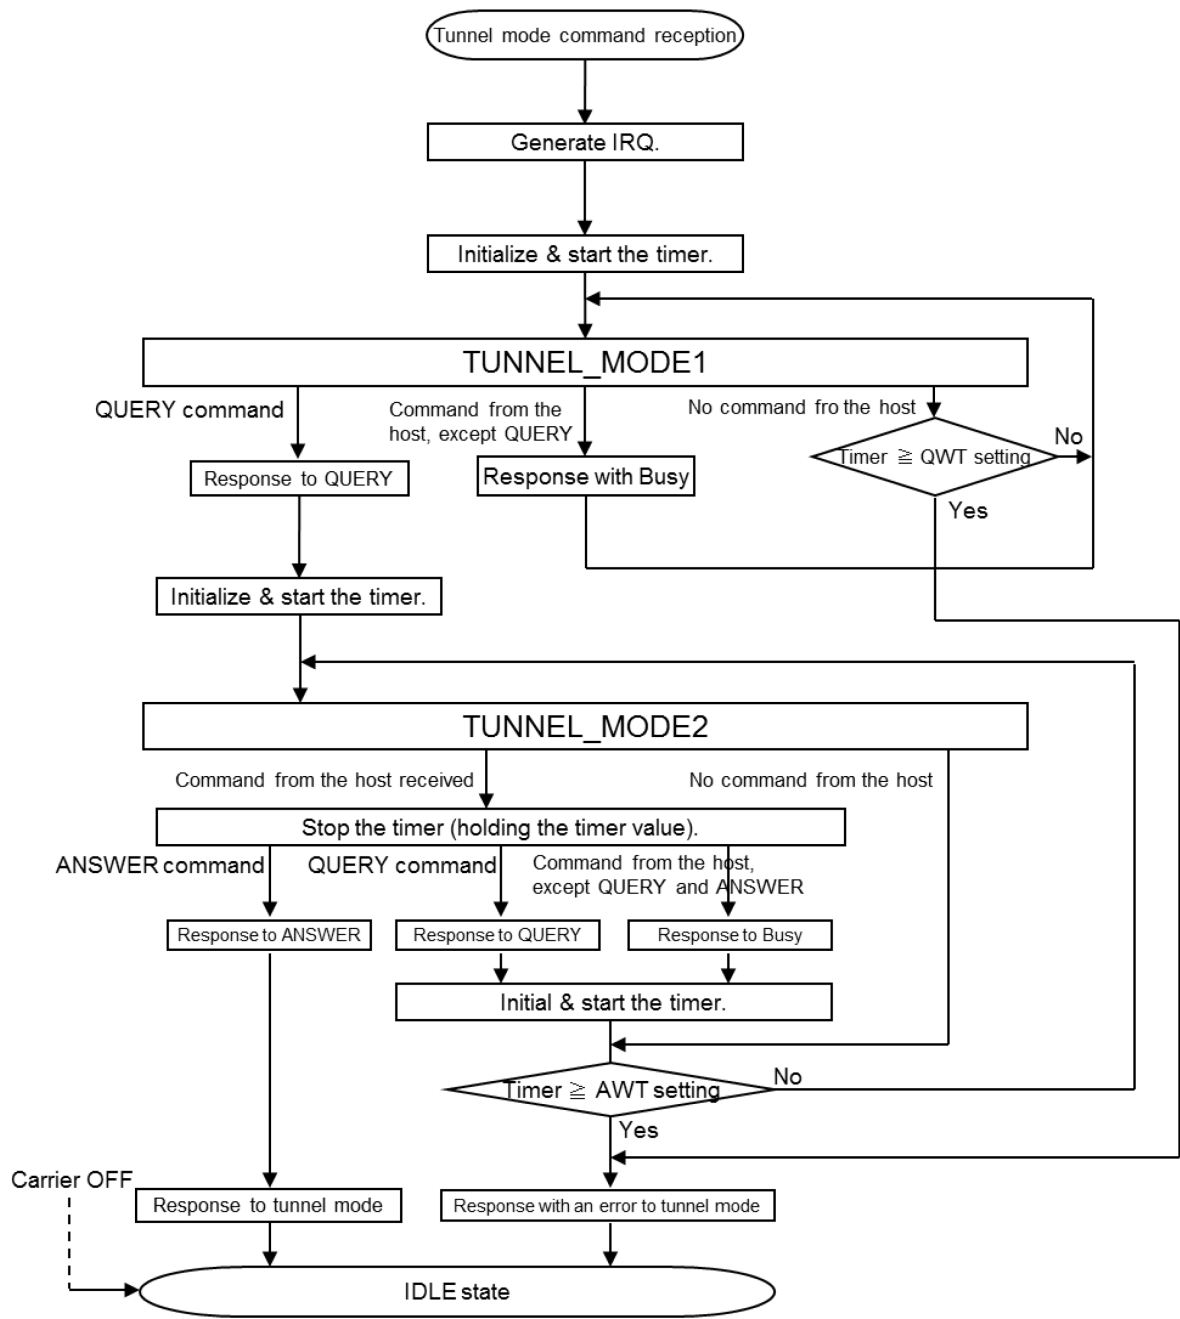 Tunnel mode command reception
Generate IRQ.
Initialize & start the timer.
TUNNEL_MODE1
QUERY command
Command from the
host, except QUERY
No command fro the host
Timer ≧ QWT setting
No
Response to QUERY
Response with Busy
Yes
Initialize & start the timer.
TUNNEL_MODE2
Command from the host received
No command from the host
Stop the timer (holding the timer value).
ANSWER command
QUERY command
Command from the host,
except QUERY and ANSWER
Response to ANSWER
Response to QUERY
Response to Busy
Initial & start the timer.
Timer ≧ AWT setting
No
Yes
Carrier OFF
Response to tunnel mode
Response with an error to tunnel mode
IDLE state